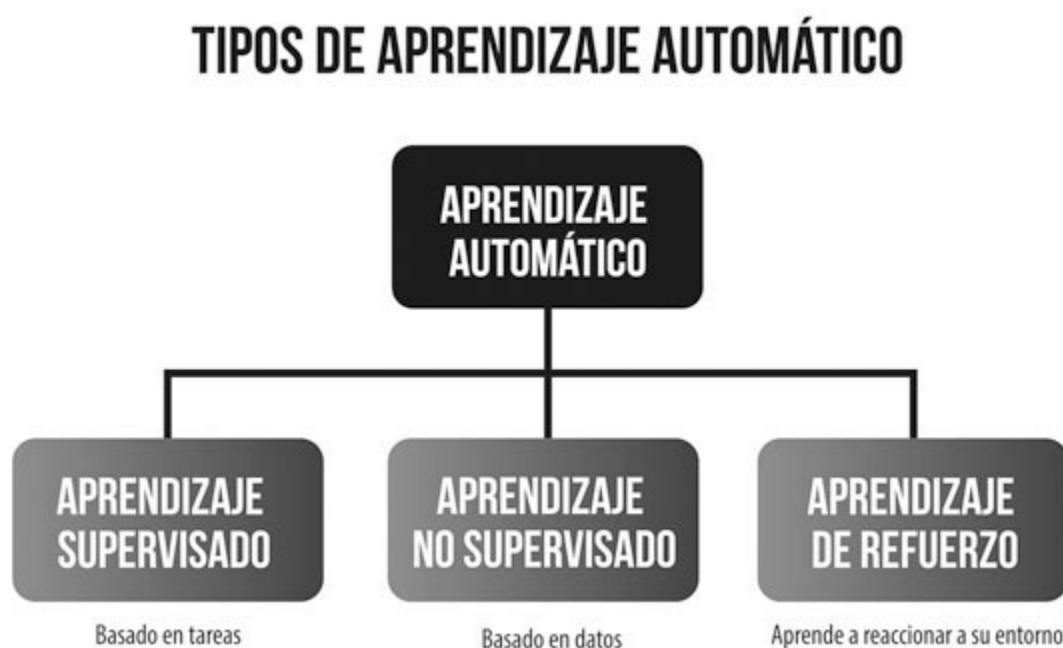 TIPOS DE APRENDIZAJE AUTOMÁTICO
APRENDIZAJE
AUTOMÁTICO
APRENDIZAJE
SUPERVISADO
APRENDIZAJE
NO SUPERVISADO
APRENDIZAJE
DE REFUERZO
Basado en tareas
Basado en datos
Aprende a reaccionar a su entorno